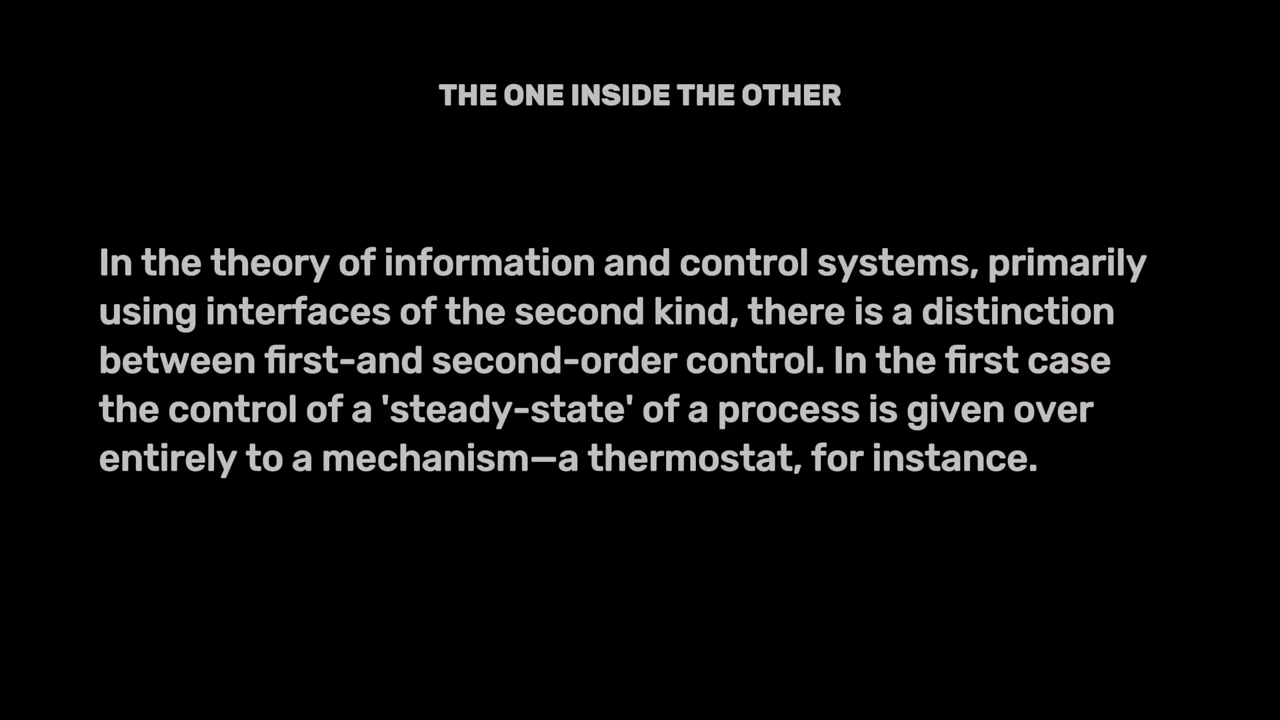 THE ONE INSIDE THE OTHER
In the theory of information and control systems, primarily
using interfaces of the second kind, there is a distinction
between first-and second-order control. In the first case
the control of a 'steady-state' of a process is given over
entirely to a mechanism—a thermostat, for instance.